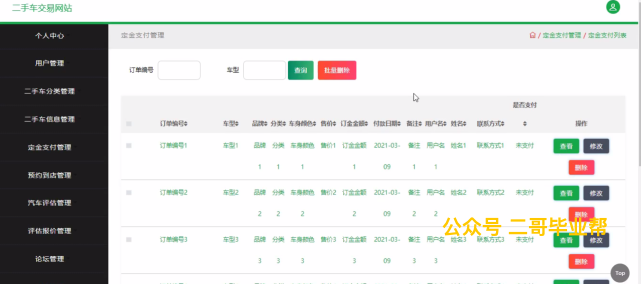 二手车交易网站
个人中心
用户管理
二手车分类管理
二手车信息管理
定金支付管理
预约到店管理
汽车评估管理
评估报价管理
论坛管理
定金支付管理
/ 定金支付管理 / 定金支付列表
订单编号
车型
查询
批量删除
订单编号 车型 品牌 分类 车身颜色 售价 订金金额 付款日期 备注 用户名 姓名 联系方式 是否支付 操作
订单编号1 车型1 品牌1 分类1 车身颜色1 售价1 订金金额1 2021-03-09 备注1 用户名1 姓名1 联系方式1 未支付 查看 修改 删除
订单编号2 车型2 品牌2 分类2 车身颜色2 售价2 订金金额2 2021-03-09 备注2 用户名2 姓名2 联系方式2 未支付 查看 修改 删除
订单编号3 车型3 品牌3 分类3 车身颜色3 售价3 订金金额3 2021-03-09 备注3 用户名3 姓名3 联系方式3 未支付 查看 修改 删除
公众号 二哥毕业帮
Top